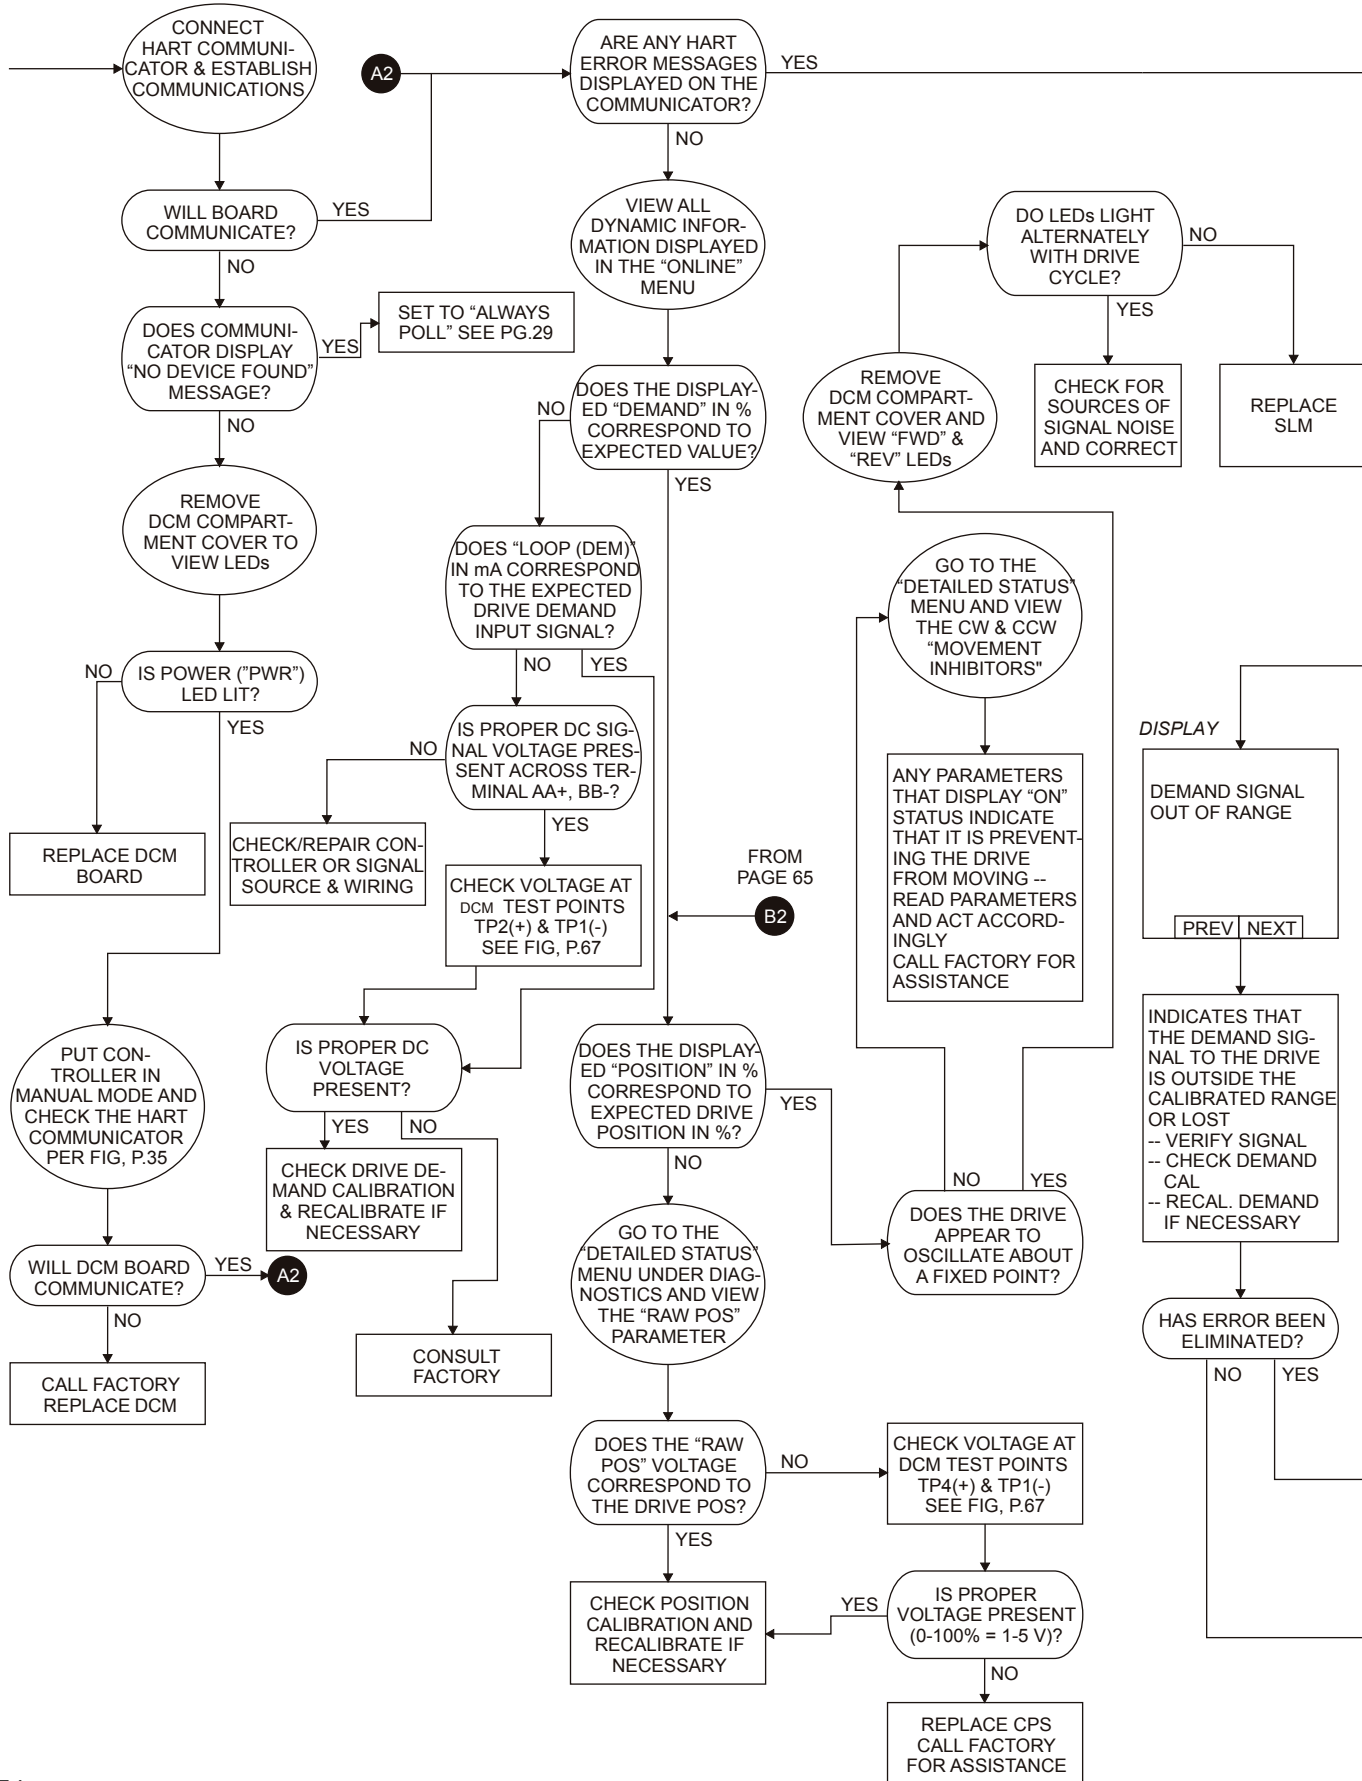 CONNECT
HART COMMUNI-
CATOR & ESTABLISH
COMMUNICATIONS
WILL BOARD
COMMUNICATE?
YES
NO
DOES COMMUNI-
CATOR DISPLAY
“NO DEVICE FOUND”
MESSAGE?
YES
SET TO “ALWAYS
POLL” SEE PG.29
NO
REMOVE
DCM COMPART-
MENT COVER TO
VIEW LEDs
IS POWER ("PWR")
LED LIT?
NO
YES
REPLACE DCM
BOARD
PUT CON-
TROLLER IN
MANUAL MODE AND
CHECK THE HART
COMMUNICATOR
PER FIG, P.35
WILL DCM BOARD
COMMUNICATE?
YES
A2
NO
CALL FACTORY
REPLACE DCM
A2
ARE ANY HART
ERROR MESSAGES
DISPLAYED ON THE
COMMUNICATOR?
YES
NO
VIEW ALL
DYNAMIC INFOR-
MATION DISPLAYED
IN THE “ONLINE”
MENU
DOES THE DISPLAY-
ED “DEMAND” IN %
CORRESPOND TO
EXPECTED VALUE?
NO
YES
DOES “LOOP (DEM)”
IN mA CORRESPOND
TO THE EXPECTED
DRIVE DEMAND
INPUT SIGNAL?
NO
YES
IS PROPER DC SIG-
NAL VOLTAGE PRES-
SENT ACROSS TER-
MINAL AA+, BB-?
NO
YES
CHECK/REPAIR CON-
TROLLER OR SIGNAL
SOURCE & WIRING
CHECK VOLTAGE AT
DCM TEST POINTS
TP2(+) & TP1(-)
SEE FIG, P.67
IS PROPER DC
VOLTAGE
PRESENT?
YES
NO
CHECK DRIVE DE-
MAND CALIBRATION
& RECALIBRATE IF
NECESSARY
CONSULT
FACTORY
FROM
PAGE 65
B2
DOES THE DISPLAY-
ED “POSITION” IN %
CORRESPOND TO
EXPECTED DRIVE
POSITION IN %?
YES
NO
GO TO THE
“DETAILED STATUS”
MENU UNDER DIAG-
NOSTICS AND VIEW
THE “RAW POS”
PARAMETER
DOES THE “RAW
POS” VOLTAGE
CORRESPOND TO
THE DRIVE POS?
NO
YES
CHECK POSITION
CALIBRATION AND
RECALIBRATE IF
NECESSARY
CHECK VOLTAGE AT
DCM TEST POINTS
TP4(+) & TP1(-)
SEE FIG, P.67
IS PROPER
VOLTAGE PRESENT
(0-100% = 1-5 V)?
YES
NO
REPLACE CPS
CALL FACTORY
FOR ASSISTANCE
DO LEDs LIGHT
ALTERNATELY
WITH DRIVE
CYCLE?
NO
YES
REMOVE
DCM COMPART-
MENT COVER AND
VIEW “FWD” &
“REV” LEDs
CHECK FOR
SOURCES OF
SIGNAL NOISE
AND CORRECT
REPLACE
SLM
GO TO THE
“DETAILED STATUS”
MENU AND VIEW
THE CW & CCW
“MOVEMENT
INHIBITORS"
ANY PARAMETERS
THAT DISPLAY “ON”
STATUS INDICATE
THAT IT IS PREVENT-
ING THE DRIVE
FROM MOVING --
READ PARAMETERS
AND ACT ACCORD-
INGLY
CALL FACTORY FOR
ASSISTANCE
NO
YES
DOES THE DRIVE
APPEAR TO
OSCILLATE ABOUT
A FIXED POINT?
DISPLAY
DEMAND SIGNAL
OUT OF RANGE
PREV NEXT
INDICATES THAT
THE DEMAND SIG-
NAL TO THE DRIVE
IS OUTSIDE THE
CALIBRATED RANGE
OR LOST
-- VERIFY SIGNAL
-- CHECK DEMAND
CAL
-- RECAL. DEMAND
IF NECESSARY
HAS ERROR BEEN
ELIMINATED?
NO
YES